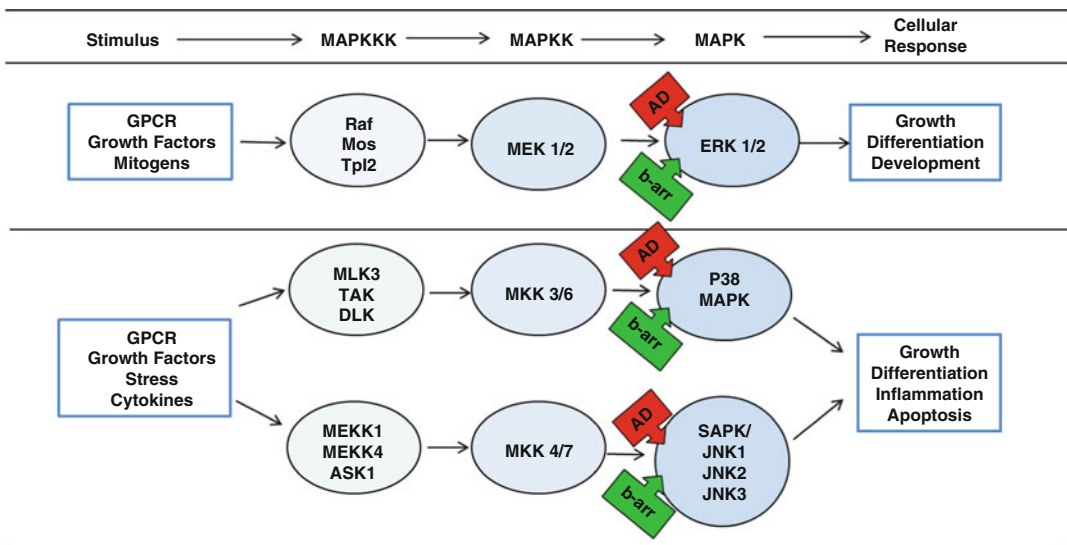 Stimulus
MAPKKK
MAPKK
MAPK
Cellular
Response
GPCR
Growth Factors
Mitogens
Raf
Mos
Tpl2
MEK 1/2
AD
b-arr
ERK 1/2
Growth
Differentiation
Development
GPCR
Growth Factors
Stress
Cytokines
MLK3
TAK
DLK
MKK 3/6
AD
b-arr
P38
MAPK
MEKK1
MEKK4
ASK1
MKK 4/7
AD
b-arr
SAPK/
JNK1
JNK2
JNK3
Growth
Differentiation
Inflammation
Apoptosis